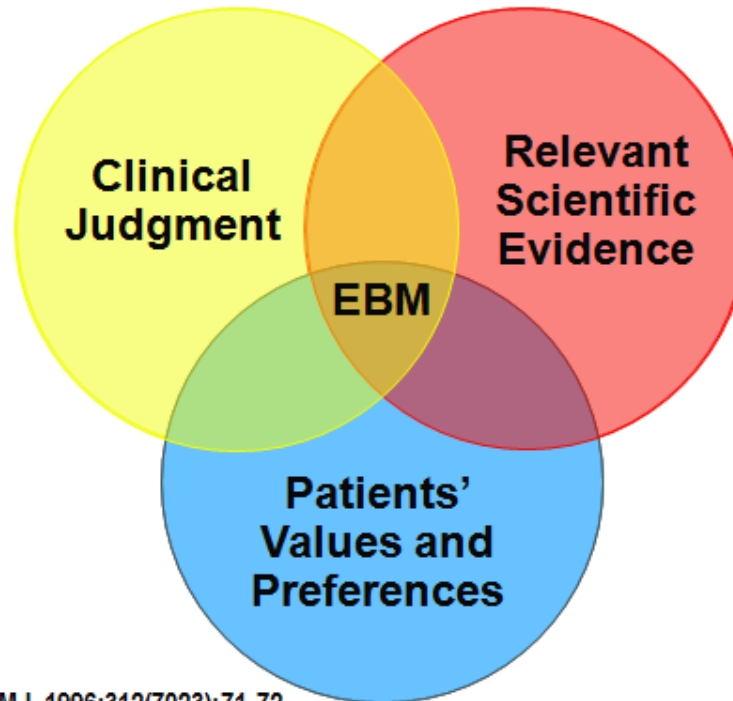 Clinical
Judgment
Relevant
Scientific
Evidence
EBM
Patients’
Values and
Preferences